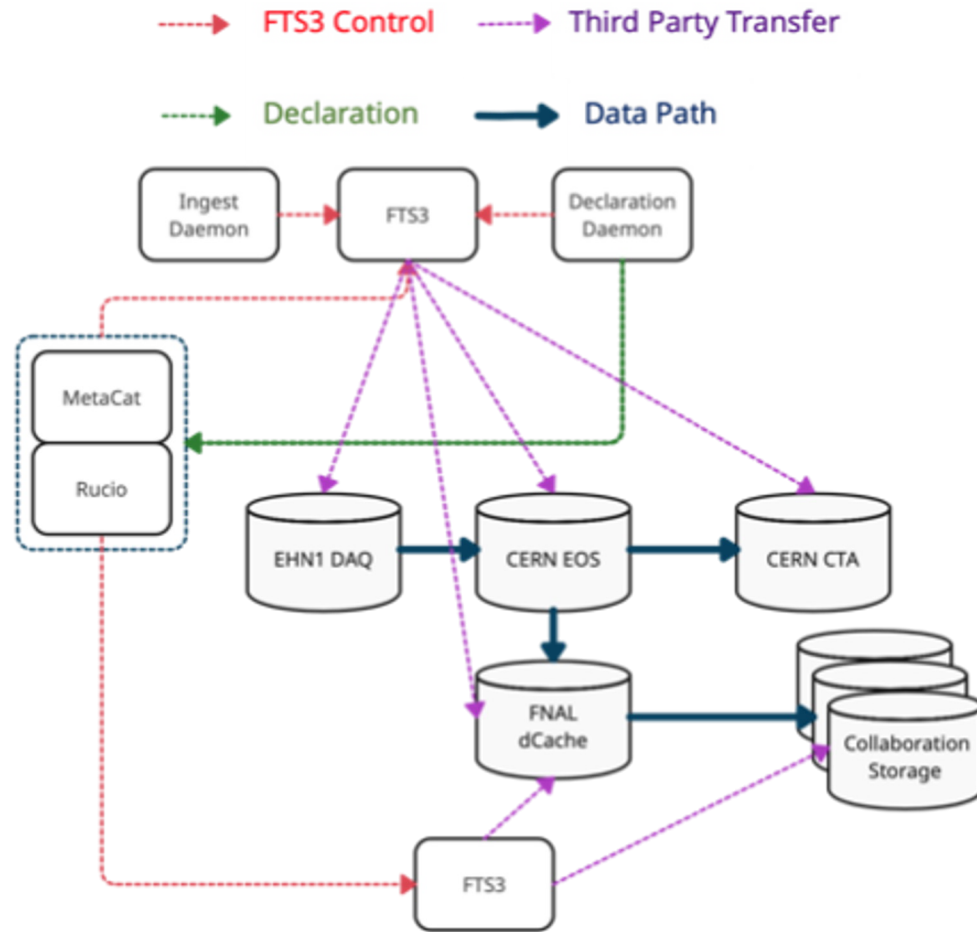 FTS3 Control
Third Party Transfer
Declaration
Data Path
Ingest
Daemon
FTS3
Declaration
Daemon
MetaCat
Rucio
EHN1 DAQ
CERN EOS
CERN CTA
FNAL
dCache
Collaboration
Storage
FTS3